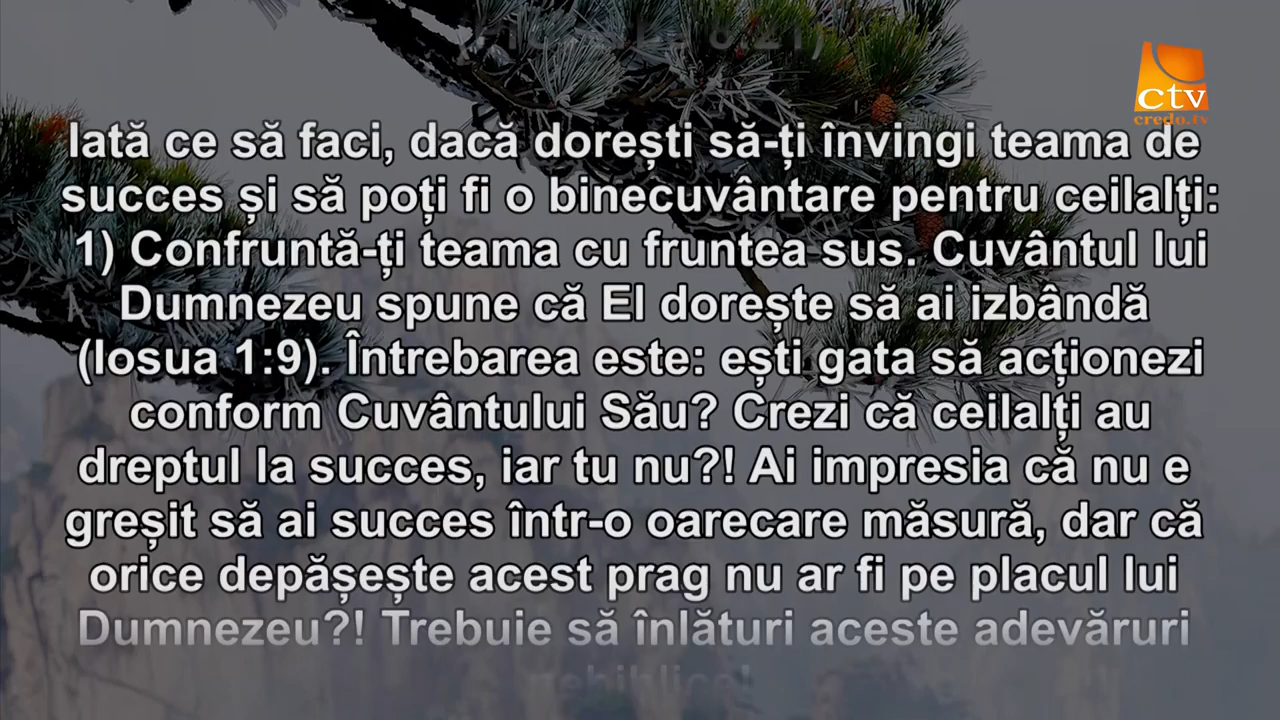 ctv
credo.tv
Iată ce să faci, dacă dorești să-ți învingi teama de
succes și să poți fi o binecuvântare pentru ceilalți:
1) Confruntă-ți teama cu fruntea sus. Cuvântul lui
Dumnezeu spune că El dorește să ai izbândă
(Iosua 1:9). Întrebarea este: ești gata să acționezi
conform Cuvântului Său? Crezi că ceilalți au
dreptul la succes, iar tu nu?! Ai impresia că nu e
greșit să ai succes într-o oarecare măsură, dar că
orice depășește acest prag nu ar fi pe placul lui
Dumnezeu?! Trebuie să înlături aceste adevăruri